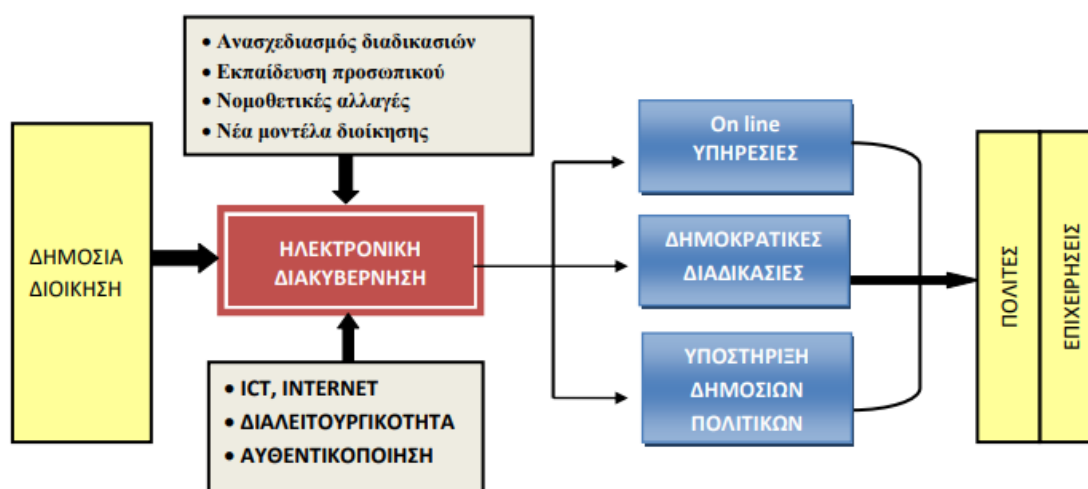 • Ανασχεδιασμός διαδικασιών
• Εκπαίδευση προσωπικού
• Νομοθετικές αλλαγές
• Νέα μοντέλα διοίκησης
ΔΗΜΟΣΙΑ
ΔΙΟΙΚΗΣΗ
ΗΛΕΚΤΡΟΝΙΚΗ
ΔΙΑΚΥΒΕΡΝΗΣΗ
• ICT, INTERNET
• ΔΙΑΛΕΙΤΟΥΡΓΙΚΟΤΗΤΑ
• ΑΥΘΕΝΤΙΚΟΠΟΙΗΣΗ
On line
ΥΠΗΡΕΣΙΕΣ
ΔΗΜΟΚΡΑΤΙΚΕΣ
ΔΙΑΔΙΚΑΣΙΕΣ
ΥΠΟΣΤΗΡΙΞΗ
ΔΗΜΟΣΙΩΝ
ΠΟΛΙΤΙΚΩΝ
ΠΟΛΙΤΕΣ
ΕΠΙΧΕΙΡΗΣΕΙΣ